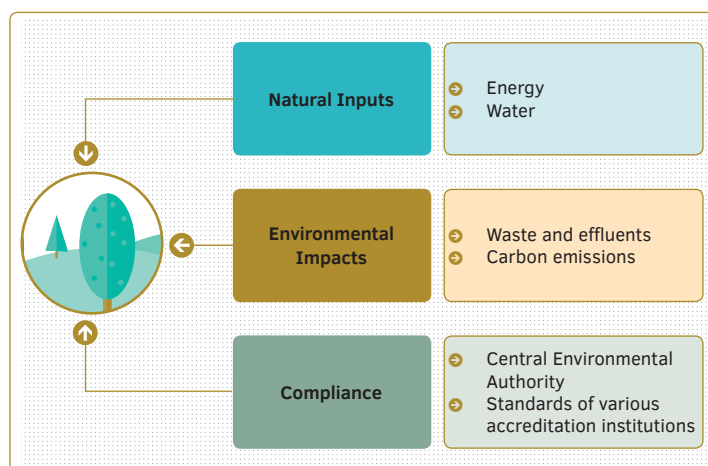 Natural Inputs
Energy
Water
Environmental
Impacts
Waste and effluents
Carbon emissions
Compliance
Central Environmental
Authority
Standards of various
accreditation institutions